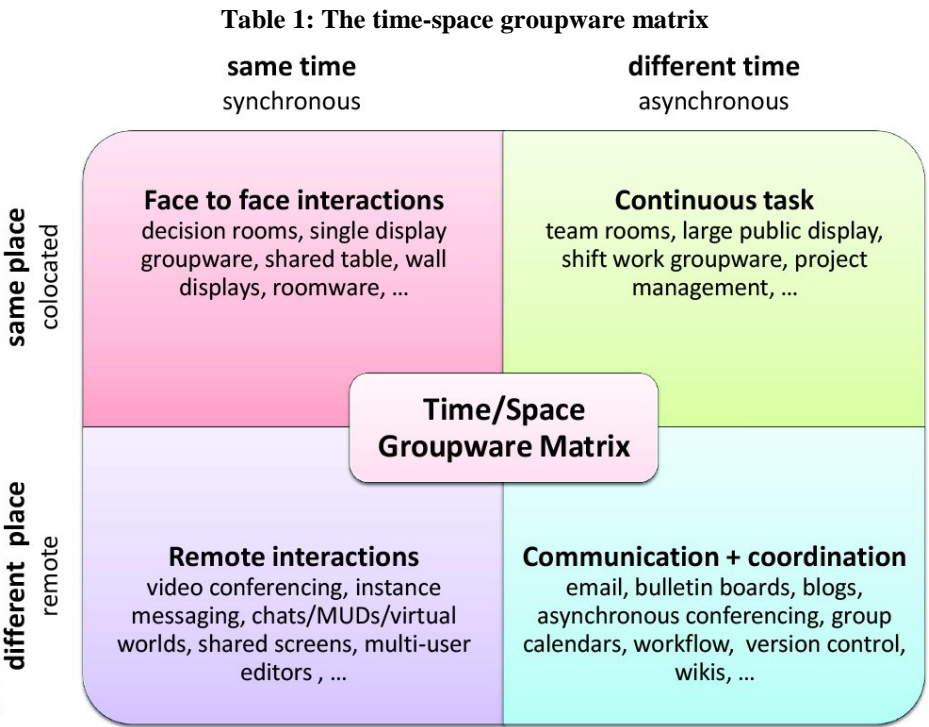 Table 1: The time-space groupware matrix
same time
synchronous
different time
asynchronous
same place
colocated
Face to face interactions
decision rooms, single display
groupware, shared table, wall
displays, roomware, ...
Continuous task
team rooms, large public display,
shift work groupware, project
management, ...
Time/Space
Groupware Matrix
different place
remote
Remote interactions
video conferencing, instance
messaging, chats/MUDs/virtual
worlds, shared screens, multi-user
editors , ...
Communication + coordination
email, bulletin boards, blogs,
asynchronous conferencing, group
calendars, workflow, version control,
wikis, ...